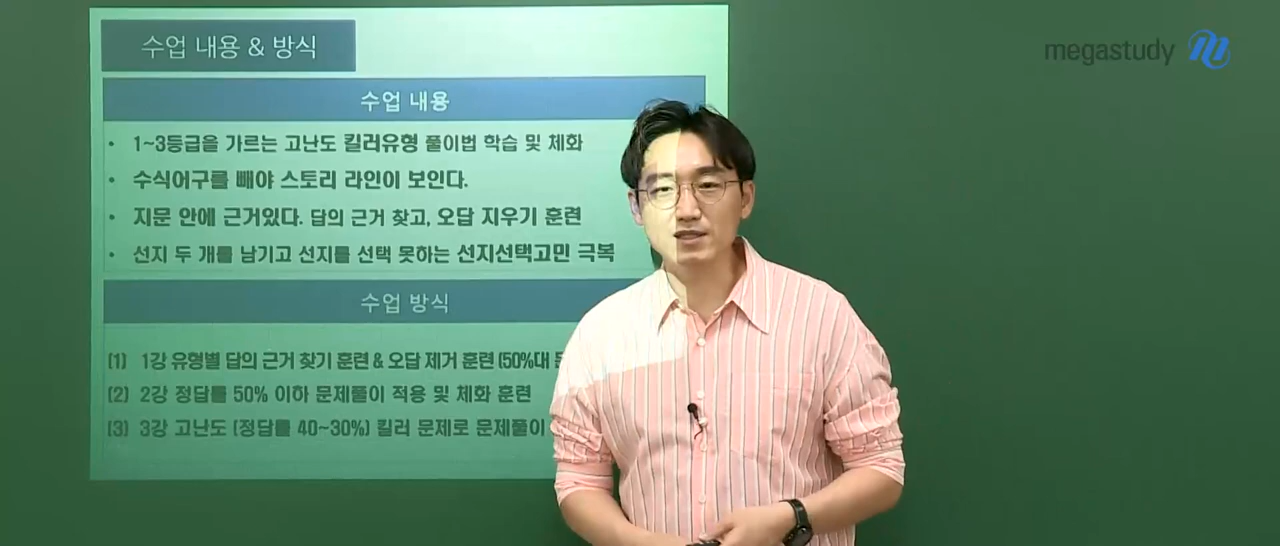 수업 내용 & 방식
megastudy
수업 내용
• 1~3등급을 가르는 고난도 킬러유형 풀이법 학습 및 체화
• 수식어구를 빼야 스토리 라인이 보인다.
• 지문 안에 근거있다. 답의 근거 찾고, 오답 지우기 훈련
• 선지 두 개를 남기고 선지를 선택 못하는 선지선택고민 극복
수업 방식
(1) 1강 유형별 답의 근거 찾기 훈련 & 오답 제거 훈련 (50%대
(2) 2강 정답률 50% 이하 문제풀이 적용 및 체화 훈련
(3) 3강 고난도 (정답률 40~30%) 킬러 문제로 문제풀이